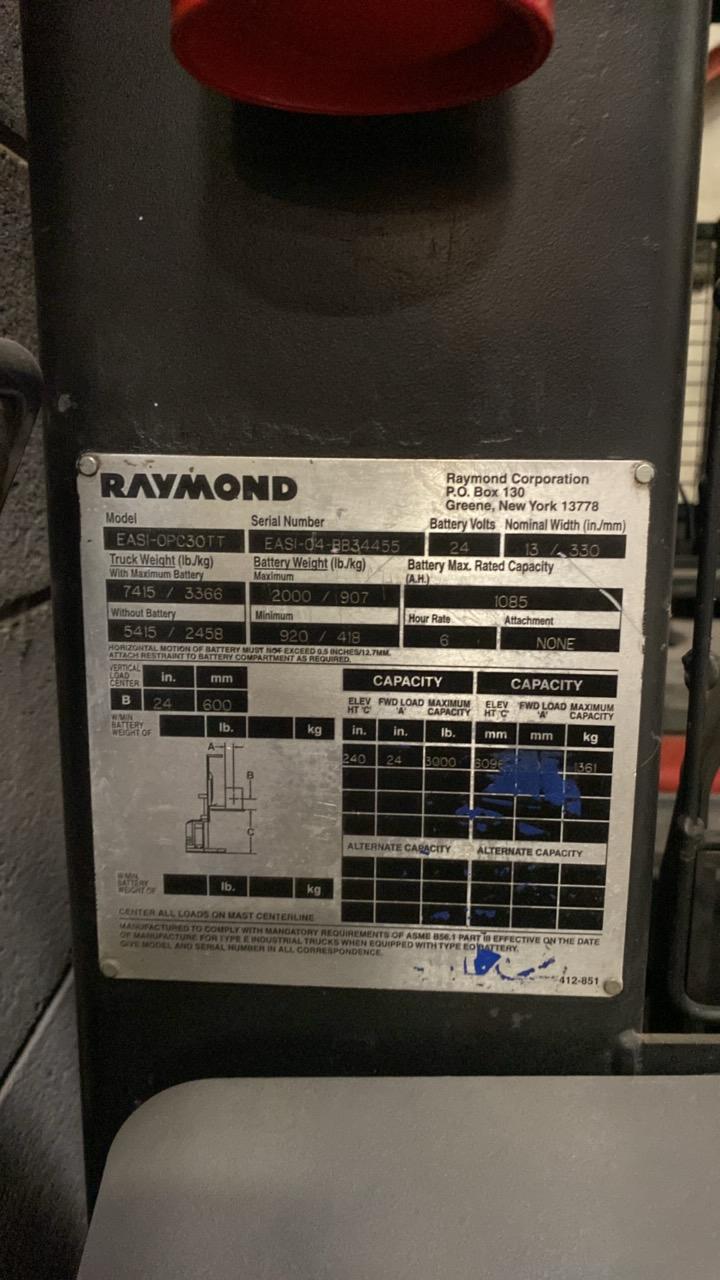 RAYMOND
Raymond Corporation
P.O. Box 130
Greene, New York 13778
Model Serial Number Battery Volts Nominal Width (in./mm)
EASI-OPC30TT EASI-04-BB34455 24 13 / 330
Truck Weight (lb./kg) Battery Weight (lb./kg) Battery Max. Rated Capacity
With Maximum Battery Maximum (A.H.)
7415 / 3366 2000 / 907 1085
Without Battery Minimum Hour Rate Attachment
5415 / 2458 920 / 418 6 NONE
HORIZONTAL MOTION OF BATTERY MUST NOT EXCEED 0.5 INCHES/12.7MM.
ATTACH RESTRAINT TO BATTERY COMPARTMENT AS REQUIRED.
VERTICAL
LOAD
CENTER
in. mm
B 24 600
W/MIN
BATTERY
WEIGHT OF
lb. kg
A
B
C
CAPACITY CAPACITY
ELEV HT 'C' FWD LOAD 'A' MAXIMUM CAPACITY ELEV HT 'C' FWD LOAD 'A' MAXIMUM CAPACITY
in. in. lb. mm mm kg
240 24 3000 6096 1361
ALTERNATE CAPACITY ALTERNATE CAPACITY
W/MIN
BATTERY
WEIGHT OF
lb. kg
CENTER ALL LOADS ON MAST CENTERLINE
MANUFACTURED TO COMPLY WITH MANDATORY REQUIREMENTS OF ASME B56.1 PART III EFFECTIVE ON THE DATE
OF MANUFACTURE FOR TYPE E INDUSTRIAL TRUCKS WHEN EQUIPPED WITH TYPE EO BATTERY.
GIVE MODEL AND SERIAL NUMBER IN ALL CORRESPONDENCE.
412-851